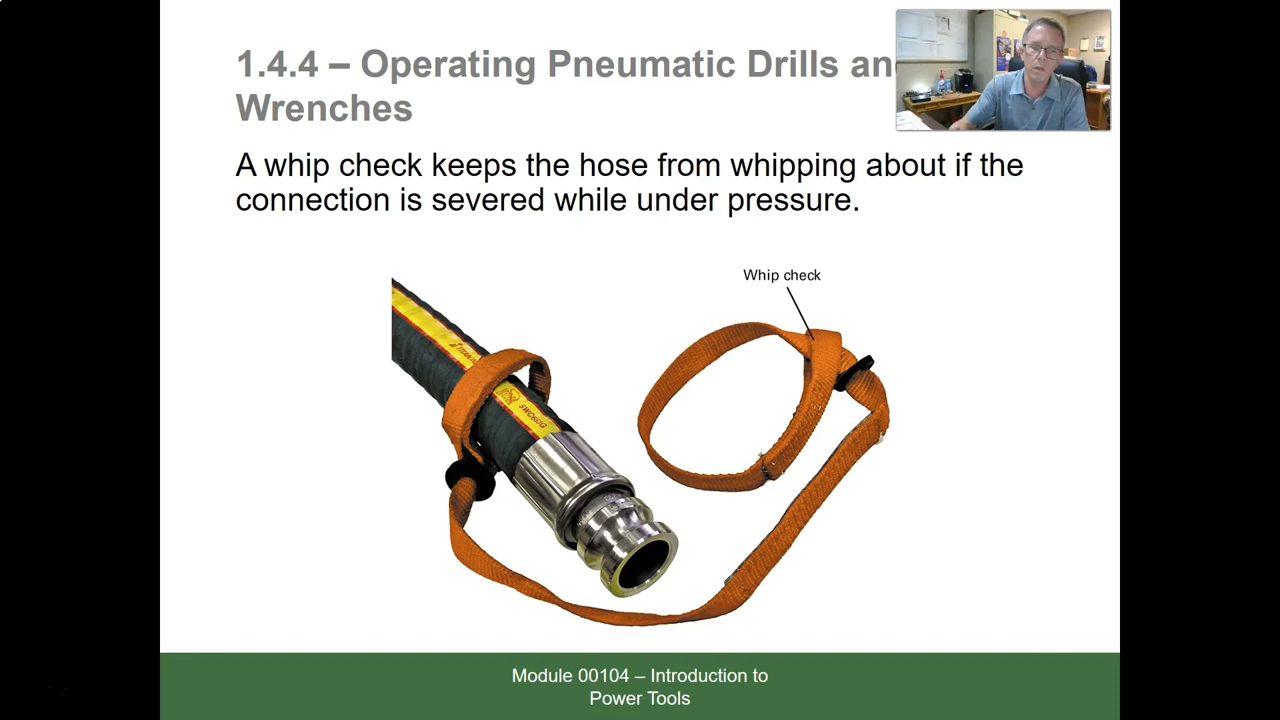 1.4.4 – Operating Pneumatic Drills an
Wrenches
A whip check keeps the hose from whipping about if the
connection is severed while under pressure.
Whip check
SWC693G
Module 00104 – Introduction to
Power Tools